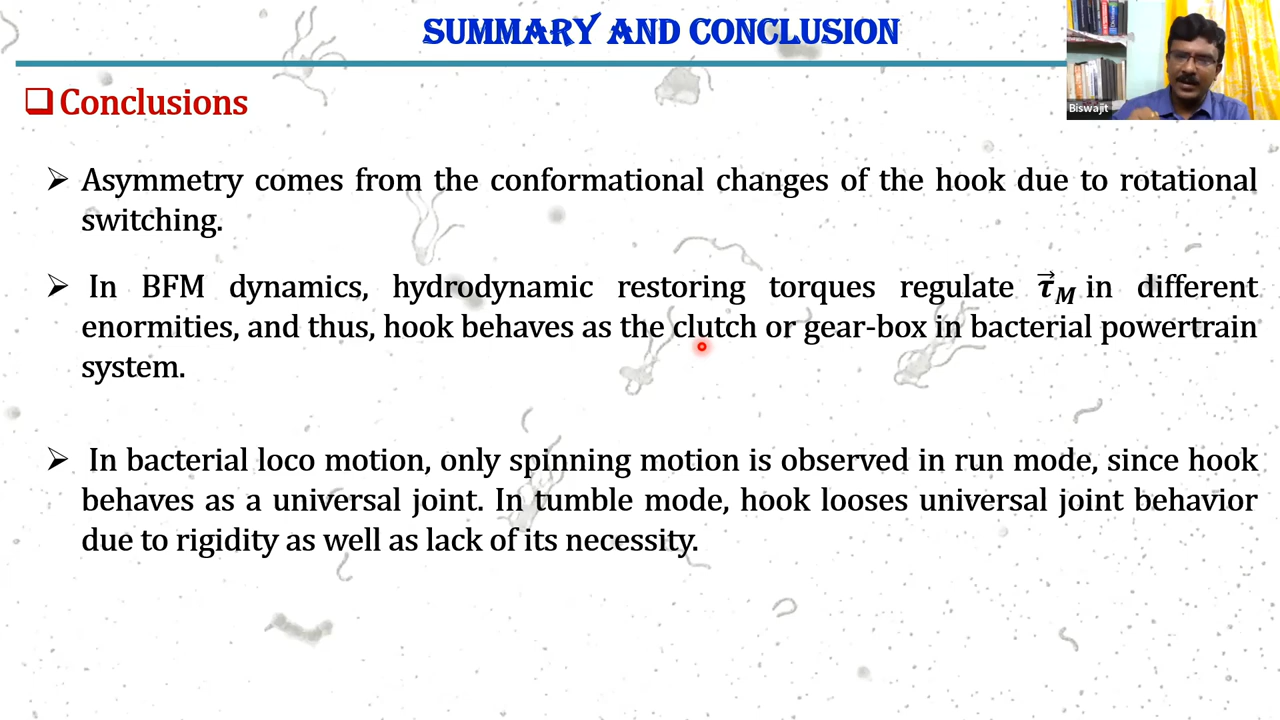 SUMMARY AND CONCLUSION
Biswajit
Conclusions
Asymmetry comes from the conformational changes of the hook due to rotational
switching.
In BFM dynamics, hydrodynamic restoring torques regulate $\vec{\tau}_M$ in different
enormities, and thus, hook behaves as the clutch or gear-box in bacterial powertrain
system.
In bacterial loco motion, only spinning motion is observed in run mode, since hook
behaves as a universal joint. In tumble mode, hook looses universal joint behavior
due to rigidity as well as lack of its necessity.